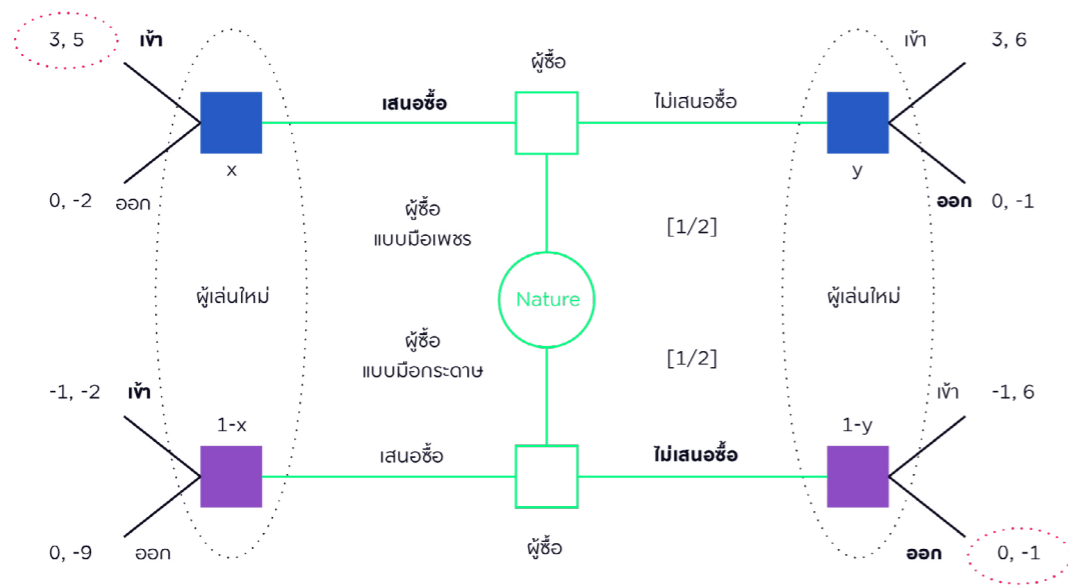 3, 5
เข้า
ผู้ซื้อ
เข้า
3, 6
เสนอซื้อ
ไม่เสนอซื้อ
x
y
0, -2
ออก
ออก
0, -1
ผู้ซื้อ
แบบมือเพชร
[1/2]
ผู้เล่นใหม่
Nature
ผู้เล่นใหม่
ผู้ซื้อ
แบบมือกระดาษ
[1/2]
-1, -2
เข้า
เข้า
-1, 6
1-x
1-y
เสนอซื้อ
ไม่เสนอซื้อ
0, -9
ออก
ผู้ซื้อ
ออก
0, -1